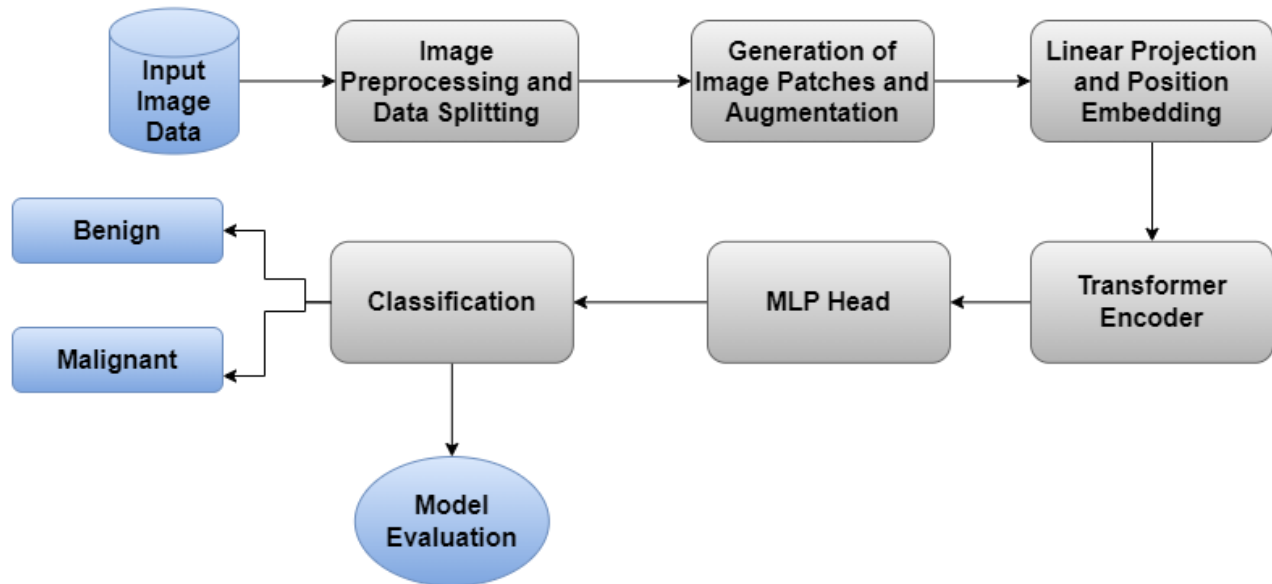 Input
Image
Data
Image
Preprocessing and
Data Splitting
Generation of
Image Patches and
Augmentation
Linear Projection
and Position
Embedding
Transformer
Encoder
MLP Head
Classification
Benign
Malignant
Model
Evaluation